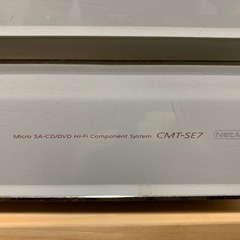 Micro SA-CD/DVD Hi-Fi Component System CMT-SE7